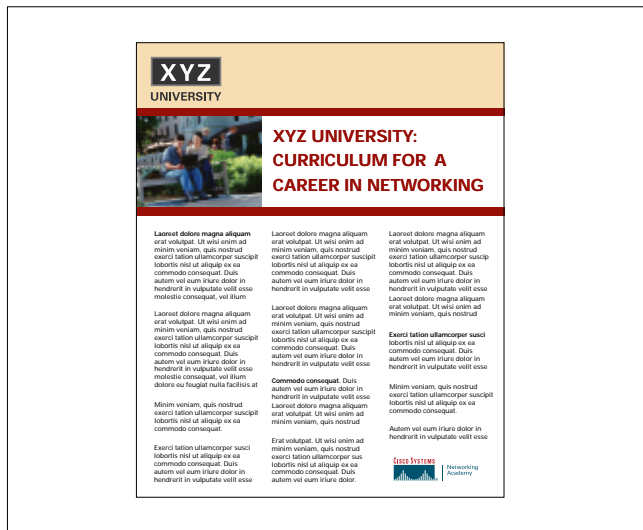 XYZ
UNIVERSITY
XYZ UNIVERSITY:
CURRICULUM FOR A
CAREER IN NETWORKING
Laoreet dolore magna aliquam
erat volutpat. Ut wisi enim ad
minim veniam, quis nostrud
exerci tation ullamcorper suscipit
lobortis nisl ut aliquip ex ea
commodo consequat. Duis
autem vel eum iriure dolor in
hendrerit in vulputate velit esse
molestie consequat, vel illum
Laoreet dolore magna aliquam
erat volutpat. Ut wisi enim ad
minim veniam, quis nostrud
exerci tation ullamcorper suscipit
lobortis nisl ut aliquip ex ea
commodo consequat. Duis
autem vel eum iriure dolor in
hendrerit in vulputate velit esse
molestie consequat, vel illum
dolore eu feugiat nulla facilisis at
Minim veniam, quis nostrud
exerci tation ullamcorper suscipit
lobortis nisl ut aliquip ex ea
commodo consequat.
Exerci tation ullamcorper susci
lobortis nisl ut aliquip ex ea
commodo consequat. Duis
autem vel eum iriure dolor in
hendrerit in vulputate velit esse
Laoreet dolore magna aliquam
erat volutpat. Ut wisi enim ad
minim veniam, quis nostrud
exerci tation ullamcorper suscipit
lobortis nisl ut aliquip ex ea
commodo consequat. Duis
autem vel eum iriure dolor in
hendrerit in vulputate velit esse
Laoreet dolore magna aliquam
erat volutpat. Ut wisi enim ad
minim veniam, quis nostrud
exerci tation ullamcorper suscipit
lobortis nisl ut aliquip ex ea
commodo consequat. Duis
autem vel eum iriure dolor in
hendrerit in vulputate velit esse
Commodo consequat. Duis
autem vel eum iriure dolor in
hendrerit in vulputate velit esse
Laoreet dolore magna aliquam
erat volutpat. Ut wisi enim ad
minim veniam, quis nostrud
Erat volutpat. Ut wisi enim ad
minim veniam, quis nostrud
exerci tation ullamcorper sus
lobortis nisl ut aliquip ex ea
commodo consequat. Duis
autem vel eum iriure dolor.
Laoreet dolore magna aliquam
erat volutpat. Ut wisi enim ad
minim veniam, quis nostrud
exerci tation ullamcorper suscip
lobortis nisl ut aliquip ex ea
commodo consequat. Duis
autem vel eum iriure dolor in
hendrerit in vulputate velit esse
Laoreet dolore magna aliquam
erat volutpat. Ut wisi enim ad
minim veniam, quis nostrud
Exerci tation ullamcorper susci
lobortis nisl ut aliquip ex ea
commodo consequat. Duis
autem vel eum iriure dolor in
hendrerit in vulputate velit esse
Minim veniam, quis nostrud
exerci tation ullamcorper suscipit
lobortis nisl ut aliquip ex ea
commodo consequat.
Autem vel eum iriure dolor in
hendrerit in vulputate velit esse
CISCO SYSTEMS
Networking
Academy